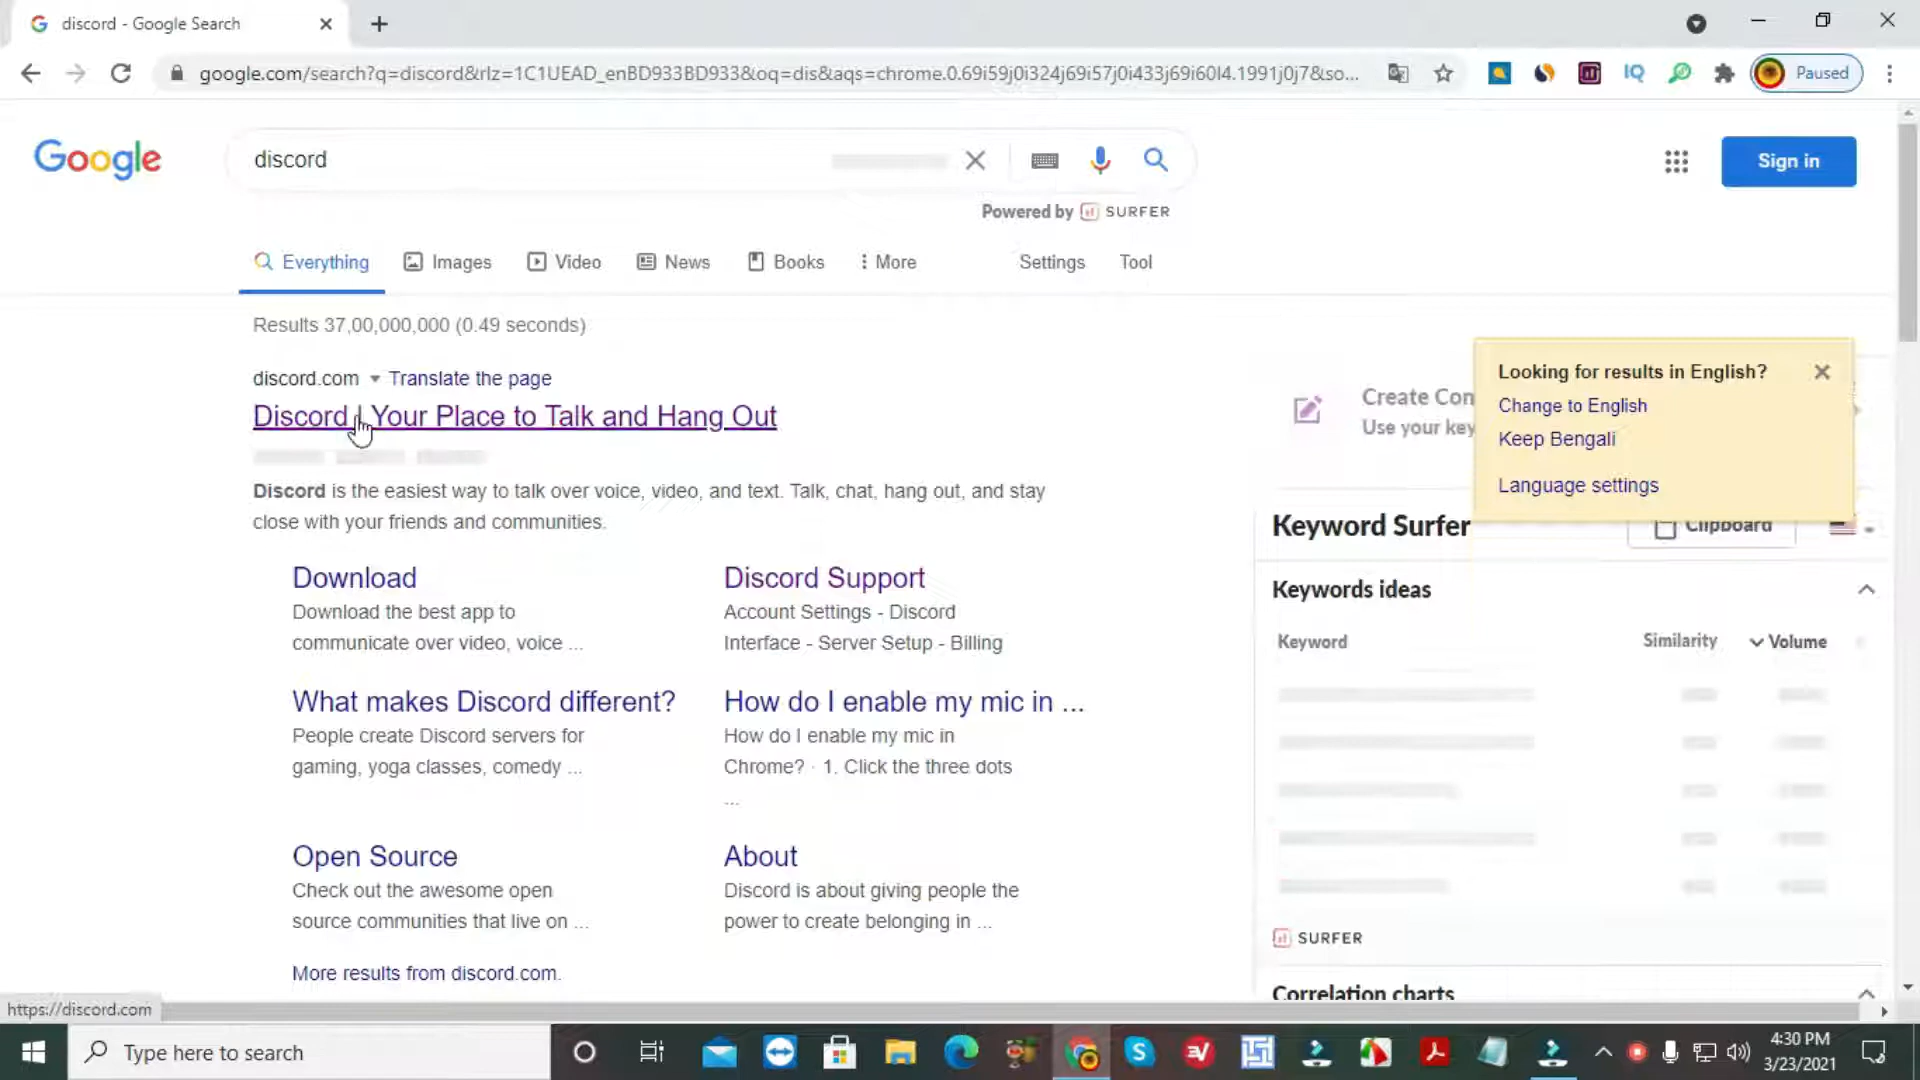 discord - Google Search
google.com/search?q=discord&rlz=1C1UEAD_enBD933BD933&oq=dis&aqs=chrome.0.69i59j0i324j69i57j0i433j69i60l4.1991j0j7&so...
Paused
Google
discord
Sign in
Powered by SURFER
Everything
Images
Video
News
Books
More
Settings
Tool
Results 37,00,000,000 (0.49 seconds)
discord.com Translate the page
Discord | Your Place to Talk and Hang Out
Discord is the easiest way to talk over voice, video, and text. Talk, chat, hang out, and stay
close with your friends and communities.
Download
Download the best app to
communicate over video, voice ...
Discord Support
Account Settings - Discord
Interface - Server Setup - Billing
What makes Discord different?
People create Discord servers for
gaming, yoga classes, comedy ...
How do I enable my mic in ...
How do I enable my mic in
Chrome? · 1. Click the three dots
...
Open Source
Check out the awesome open
source communities that live on ...
About
Discord is about giving people the
power to create belonging in ...
More results from discord.com.
Create Con
Use your key
Looking for results in English?
Change to English
Keep Bengali
Language settings
Keyword Surfer
Clipboard
Keywords ideas
Keyword Similarity Volume
SURFER
Correlation charts
https://discord.com
Type here to search
4:30 PM
3/23/2021